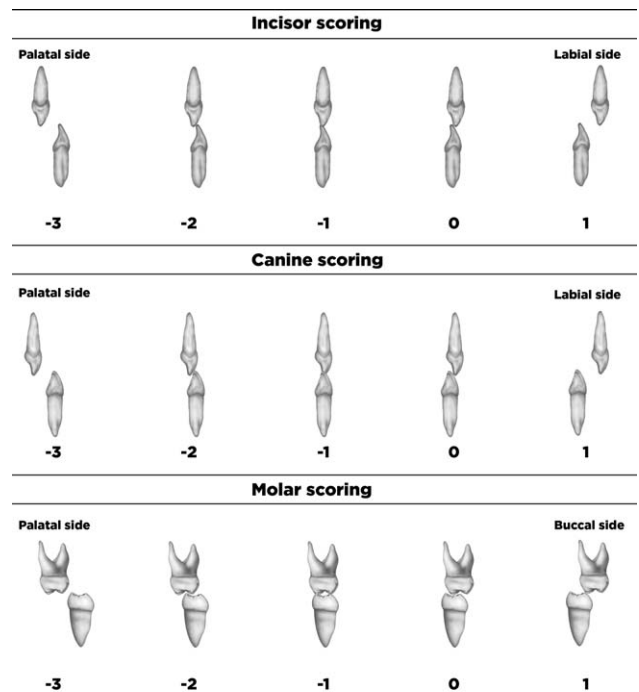 Incisor scoring
Palatal side Labial side
-3 -2 -1 0 1
Canine scoring
Palatal side Labial side
-3 -2 -1 0 1
Molar scoring
Palatal side Buccal side
-3 -2 -1 0 1